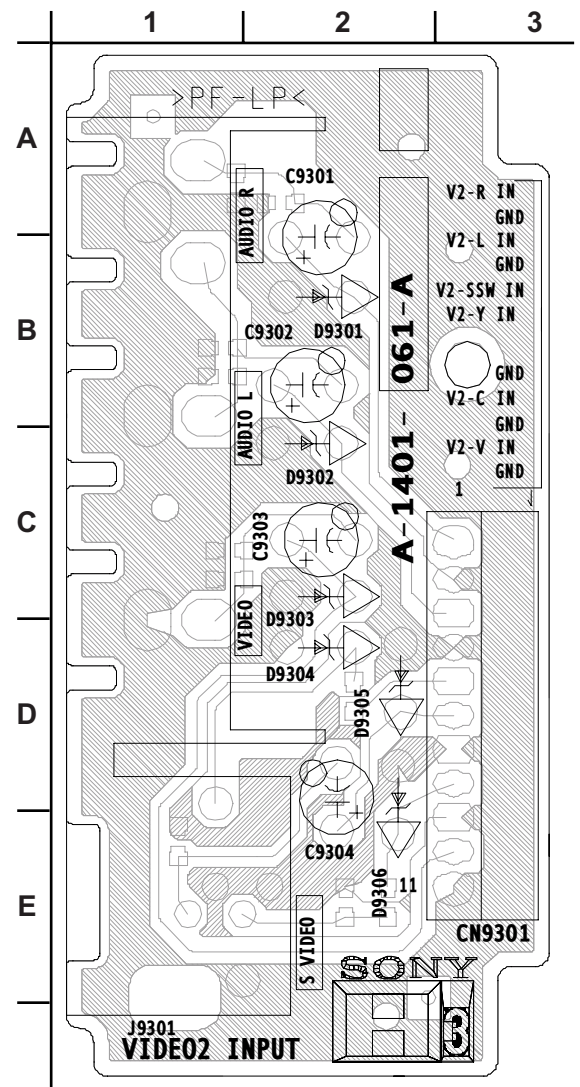 1 2 3
A
B
C
D
E
>PF-LP<
C9301
AUDIO R
V2-R IN
GND
V2-L IN
GND
V2-SSW IN
V2-Y IN
GND
V2-C IN
GND
V2-V IN
GND
1
D9301
C9302
A-1401-061-A
AUDIO L
D9302
C9303
D9303
VIDEO
D9304
D9305
C9304
D9306
11
CN9301
S VIDEO
SONY
H
3
J9301
VIDEO2 INPUT